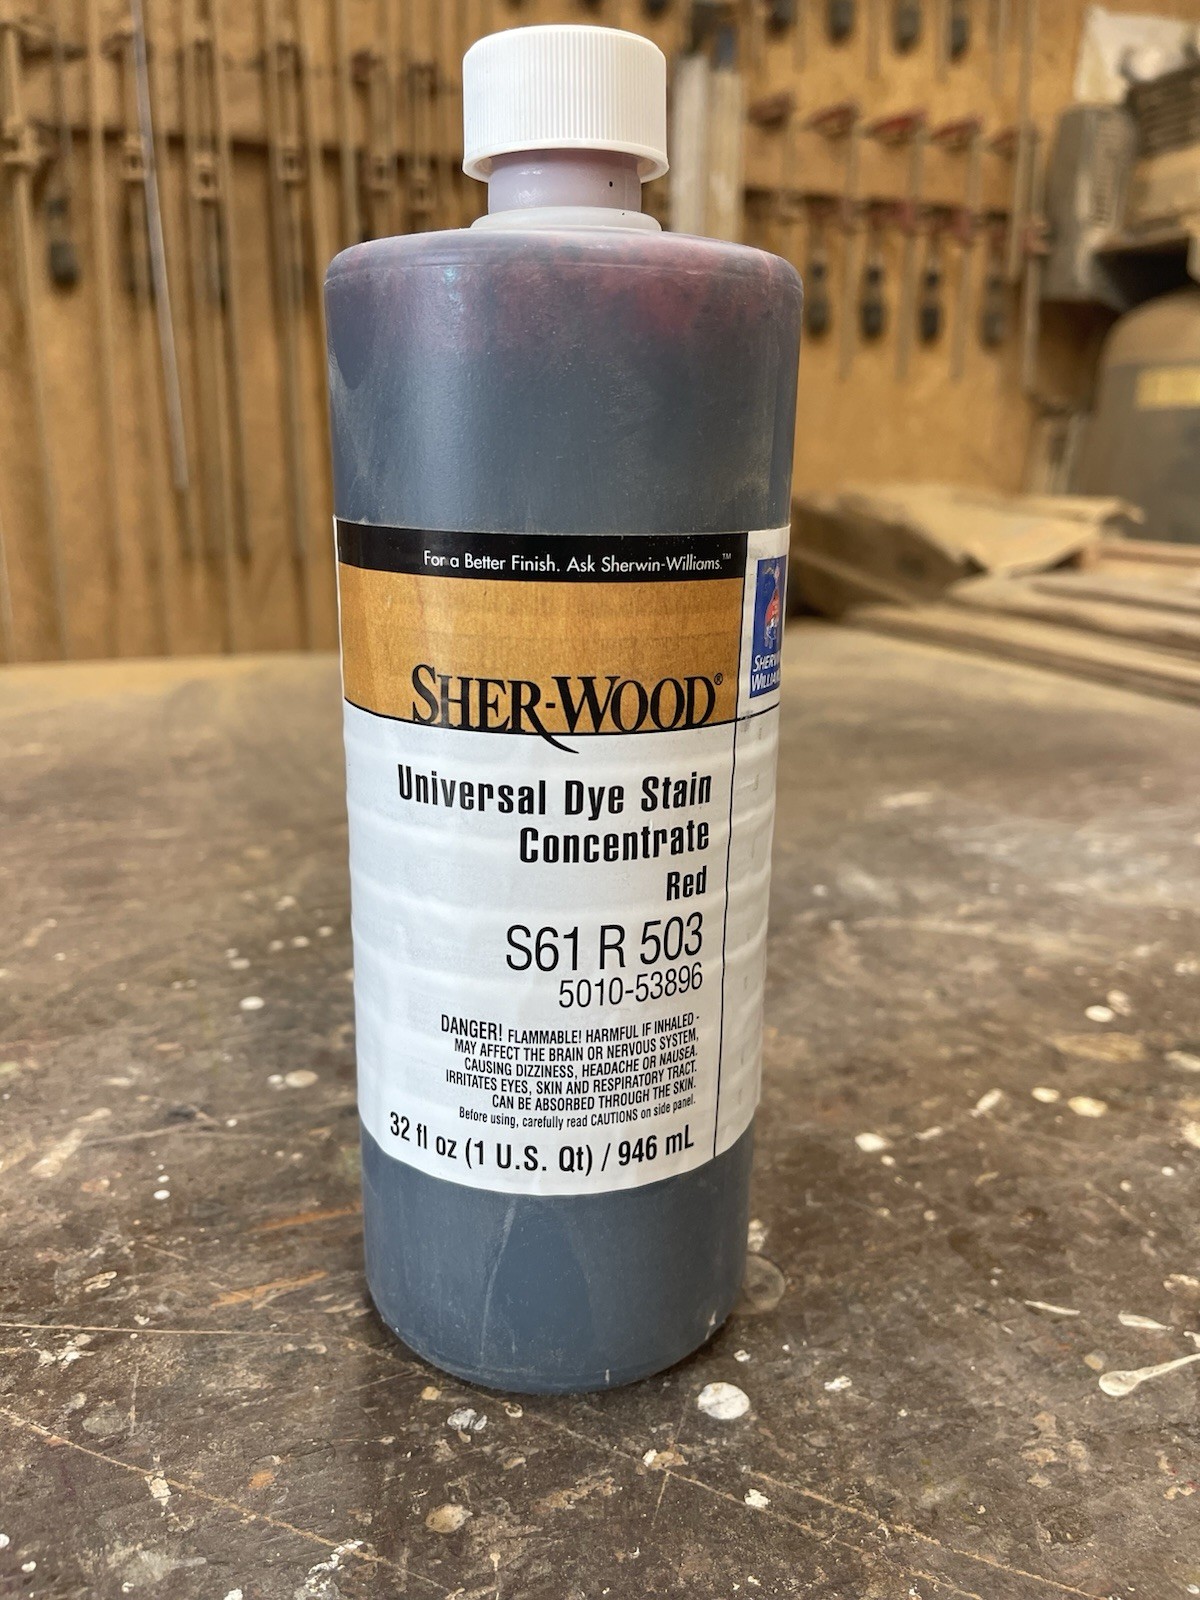 For a Better Finish. Ask Sherwin-Williams.™
SHER-WOOD®
Universal Dye Stain
Concentrate
Red
S61 R 503
5010-53896
DANGER! FLAMMABLE! HARMFUL IF INHALED -
MAY AFFECT THE BRAIN OR NERVOUS SYSTEM,
CAUSING DIZZINESS, HEADACHE OR NAUSEA.
IRRITATES EYES, SKIN AND RESPIRATORY TRACT.
CAN BE ABSORBED THROUGH THE SKIN.
Before using, carefully read CAUTIONS on side panel.
32 fl oz (1 U.S. Qt) / 946 mL